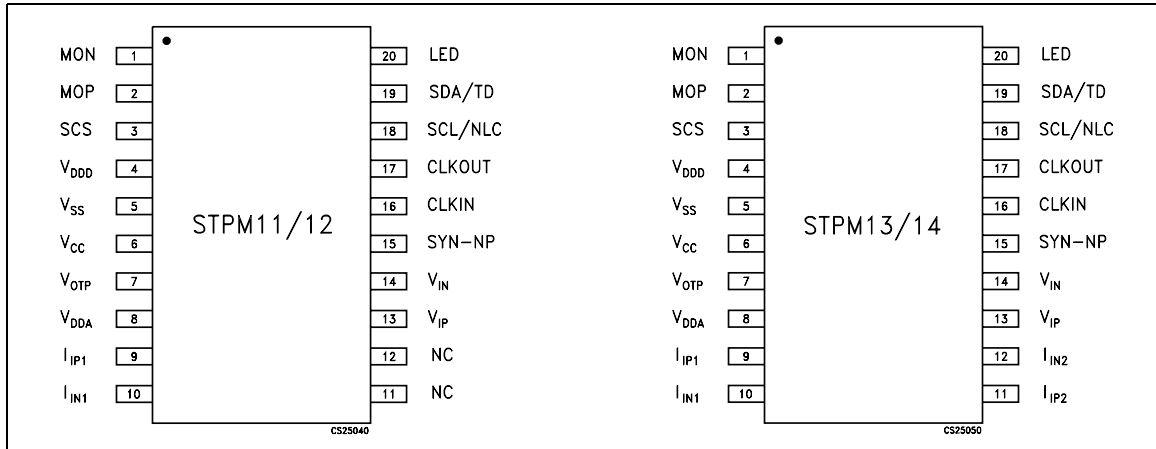 MON 1 20 LED
MOP 2 19 SDA/TD
SCS 3 18 SCL/NLC
VDDD 4 17 CLKOUT
VSS 5 16 CLKIN
VCC 6 15 SYN-NP
VOTP 7 14 VIN
VDDA 8 13 VIP
IIP1 9 12 NC
IIN1 10 11 NC
STPM11/12
CS25040
MON 1 20 LED
MOP 2 19 SDA/TD
SCS 3 18 SCL/NLC
VDDD 4 17 CLKOUT
VSS 5 16 CLKIN
VCC 6 15 SYN-NP
VOTP 7 14 VIN
VDDA 8 13 VIP
IIP1 9 12 IIN2
IIN1 10 11 IIP2
STPM13/14
CS25050